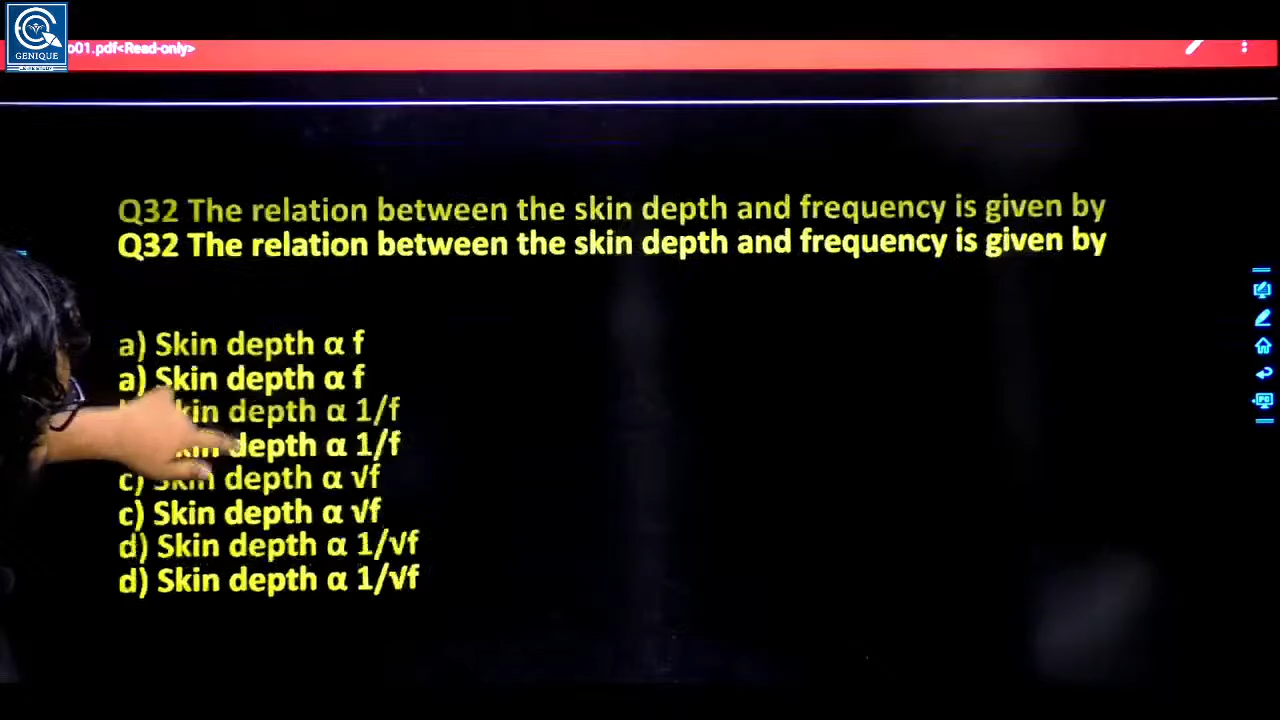 GENIQUE
o01.pdf<Read-only>
Q32 The relation between the skin depth and frequency is given by
Q32 The relation between the skin depth and frequency is given by
a) Skin depth α f
a) Skin depth α f
kin depth α 1/f
depth α 1/f
c) Skin depth α √f
c) Skin depth α √f
d) Skin depth α 1/√f
d) Skin depth α 1/√f